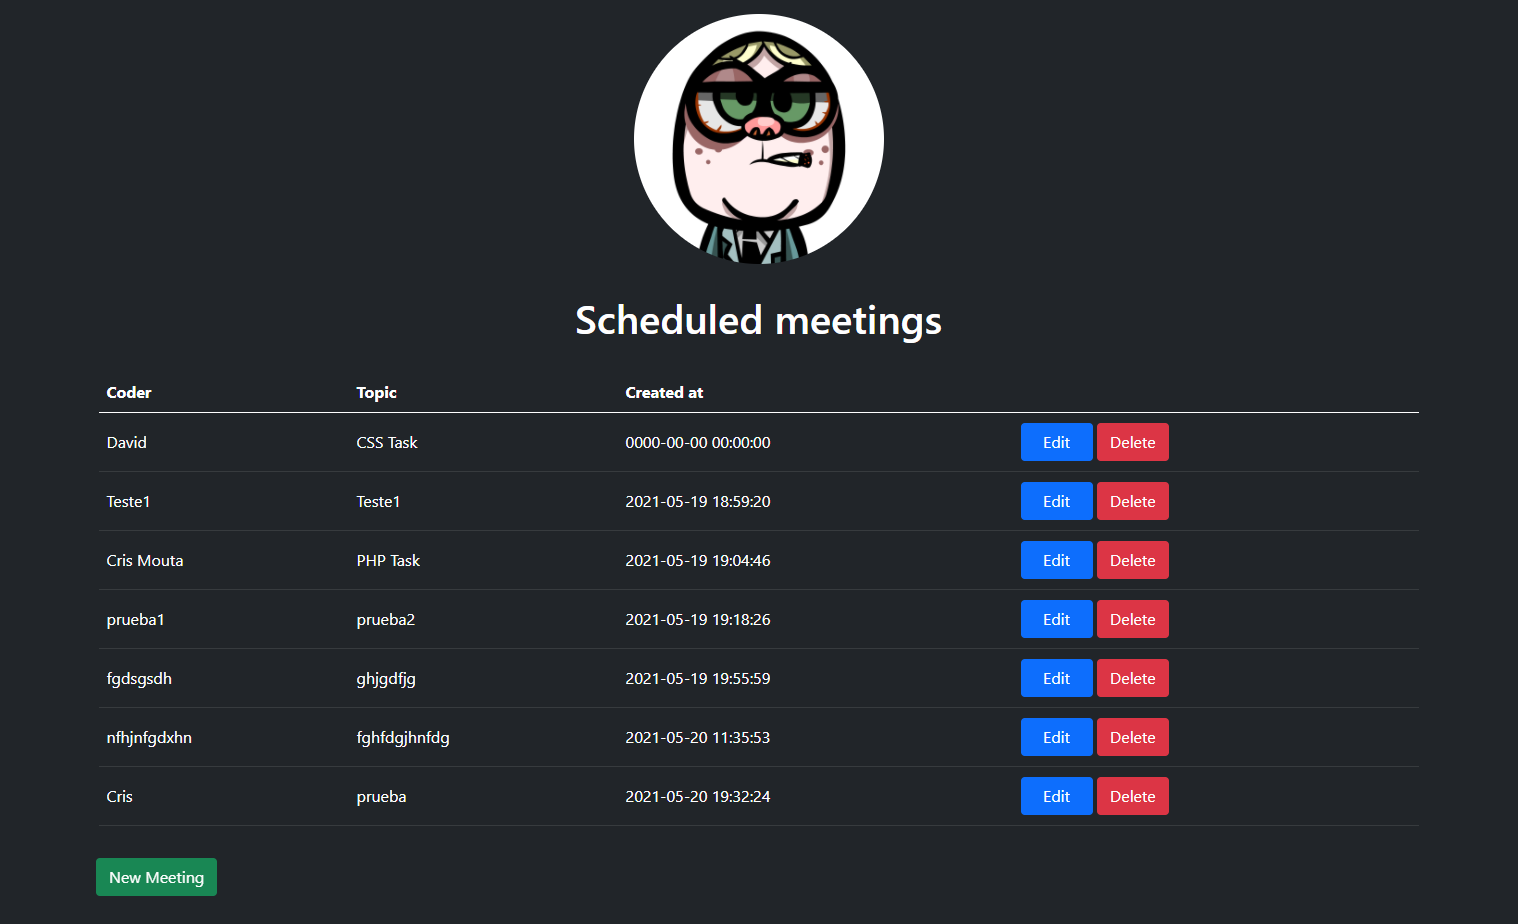 Scheduled meetings
Coder Topic Created at
David CSS Task 0000-00-00 00:00:00 Edit Delete
Teste1 Teste1 2021-05-19 18:59:20 Edit Delete
Cris Mouta PHP Task 2021-05-19 19:04:46 Edit Delete
prueba1 prueba2 2021-05-19 19:18:26 Edit Delete
fgdsgsdh ghjgdfjg 2021-05-19 19:55:59 Edit Delete
nfhjnfgdxhn fghfdgjhnfdg 2021-05-20 11:35:53 Edit Delete
Cris prueba 2021-05-20 19:32:24 Edit Delete
New Meeting